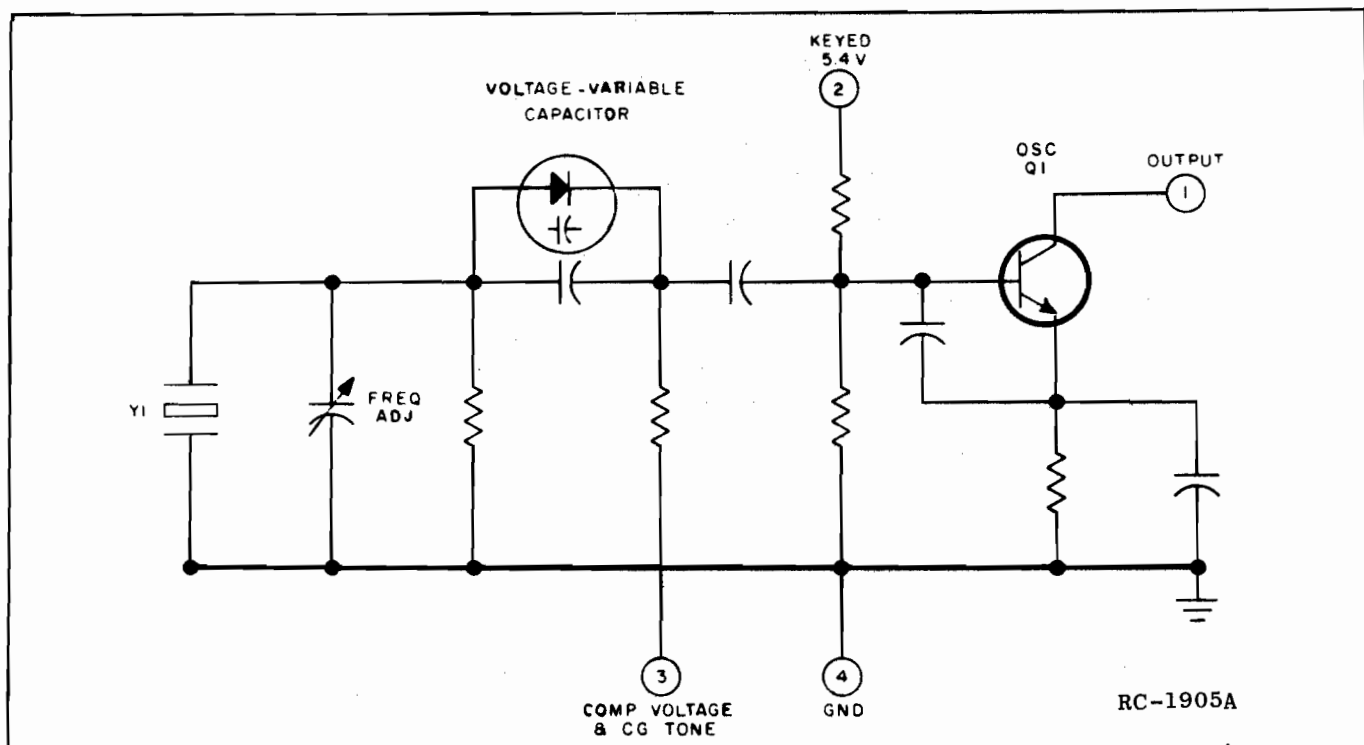 KEYED
5.4 V
2
VOLTAGE-VARIABLE
CAPACITOR
OSC
Q1
OUTPUT
1
Y1
FREQ
ADJ
3
COMP VOLTAGE
& CG TONE
4
GND
RC-1905A